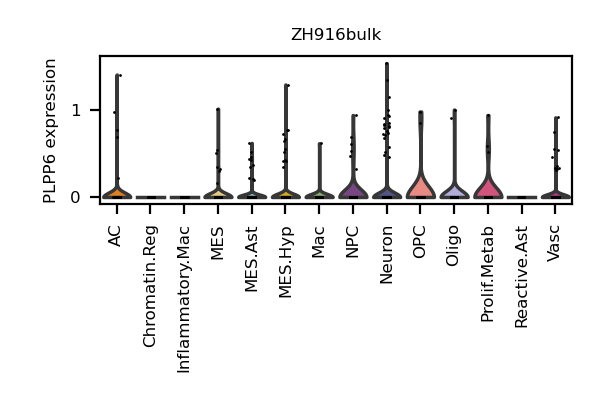 ZH916bulk
PLPP6 expression
1
0
AC
Chromatin.Reg
Inflammatory.Mac
MES
MES.Ast
MES.Hyp
Mac
NPC
Neuron
OPC
Oligo
Prolif.Metab
Reactive.Ast
Vasc